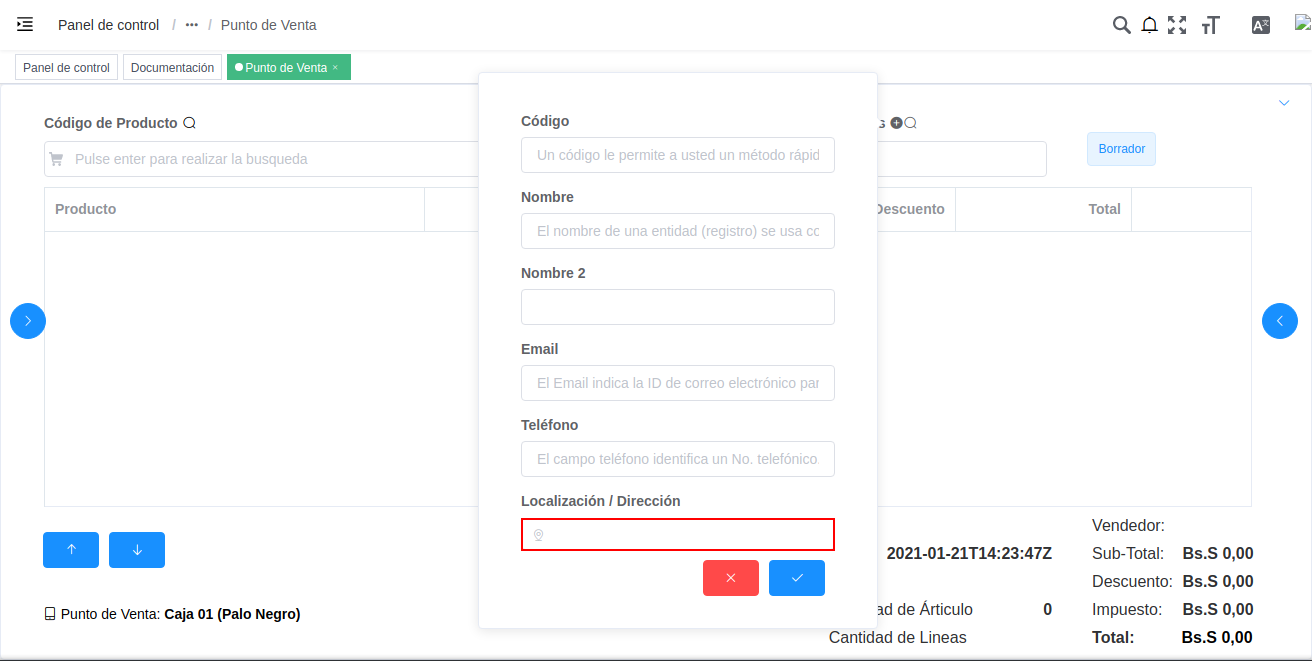 Panel de control / ••• / Punto de Venta
Panel de control
Documentación
Punto de Venta ×
Código de Producto
Pulse enter para realizar la busqueda
Borrador
Producto
Descuento
Total
Código
Un código le permite a usted un método rápid
Nombre
El nombre de una entidad (registro) se usa co
Nombre 2
Email
El Email indica la ID de correo electrónico par
Teléfono
El campo teléfono identifica un No. telefónico
Localización / Dirección
Punto de Venta: Caja 01 (Palo Negro)
2021-01-21T14:23:47Z
ad de Árticulo 0
Cantidad de Lineas
Vendedor:
Sub-Total: Bs.S 0,00
Descuento: Bs.S 0,00
Impuesto: Bs.S 0,00
Total: Bs.S 0,00